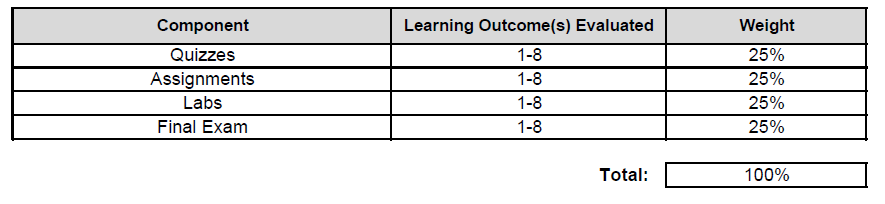 Component Learning Outcome(s) Evaluated Weight
Quizzes 1-8 25%
Assignments 1-8 25%
Labs 1-8 25%
Final Exam 1-8 25%
Total: 100%